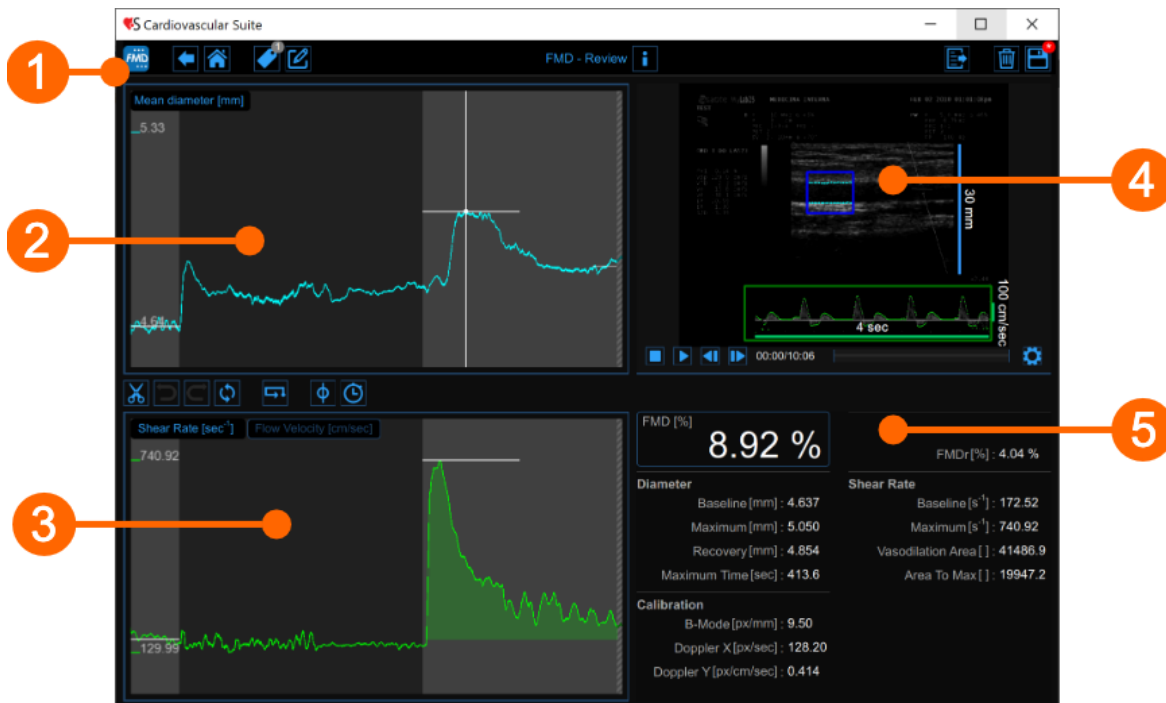 S Cardiovascular Suite
FMD
1
FMD - Review
i
1
Mean diameter [mm]
5.33
4.64
2
MEDICINA INTERNA
4
30 mm
100 cm/sec
4 sec
00:00/10:06
Shear Rate [sec⁻¹]
Flow Velocity [cm/sec]
740.92
129.99
3
FMD [%]
8.92 %
5
FMDr[%] : 4.04 %
Diameter
Baseline [mm] : 4.637
Maximum [mm] : 5.050
Recovery [mm] : 4.854
Maximum Time [sec] : 413.6
Shear Rate
Baseline [s⁻¹] : 172.52
Maximum [s⁻¹] : 740.92
Vasodilation Area [ ] : 41486.9
Area To Max [ ] : 19947.2
Calibration
B-Mode [px/mm] : 9.50
Doppler X [px/sec] : 128.20
Doppler Y [px/cm/sec] : 0.414